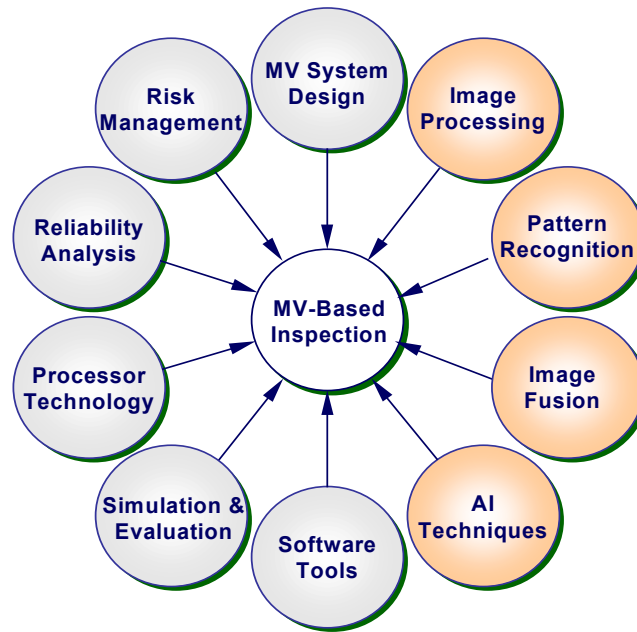 MV System
Design
Image
Processing
Pattern
Recognition
Image
Fusion
AI
Techniques
Software
Tools
Simulation &
Evaluation
Processor
Technology
Reliability
Analysis
Risk
Management
MV-Based
Inspection